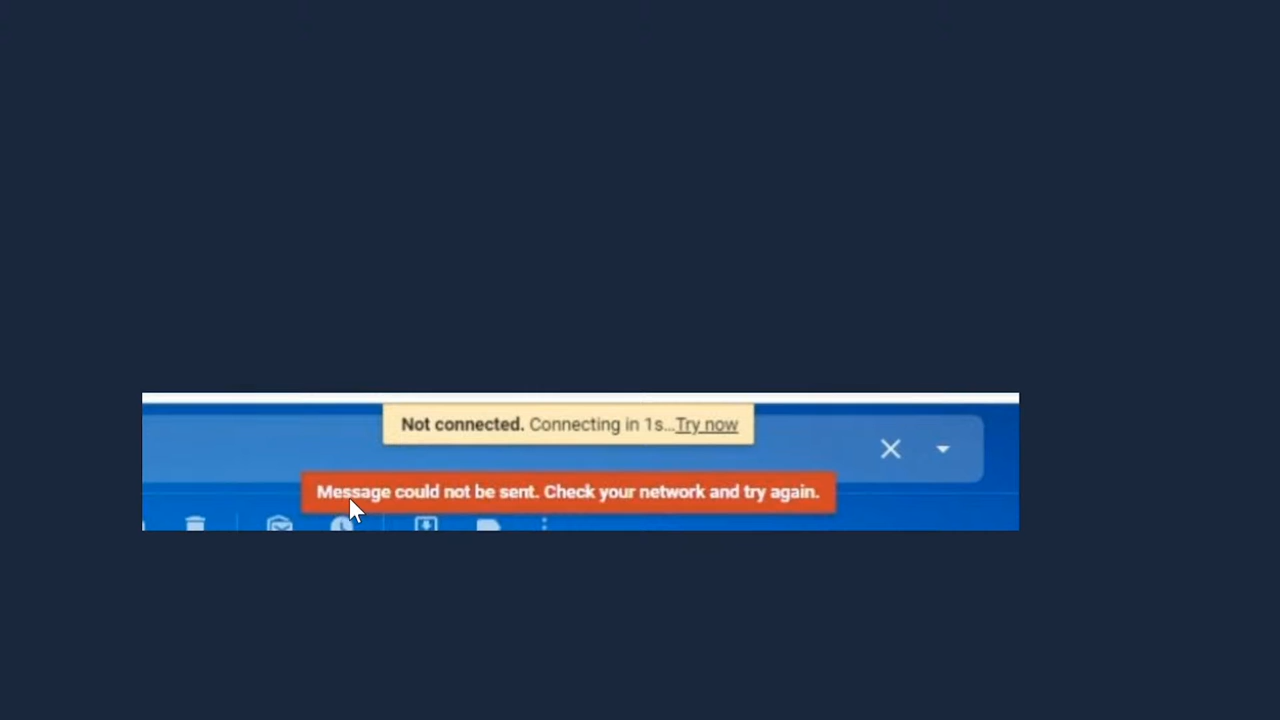 Not connected. Connecting in 1s...Try now
Message could not be sent. Check your network and try again.